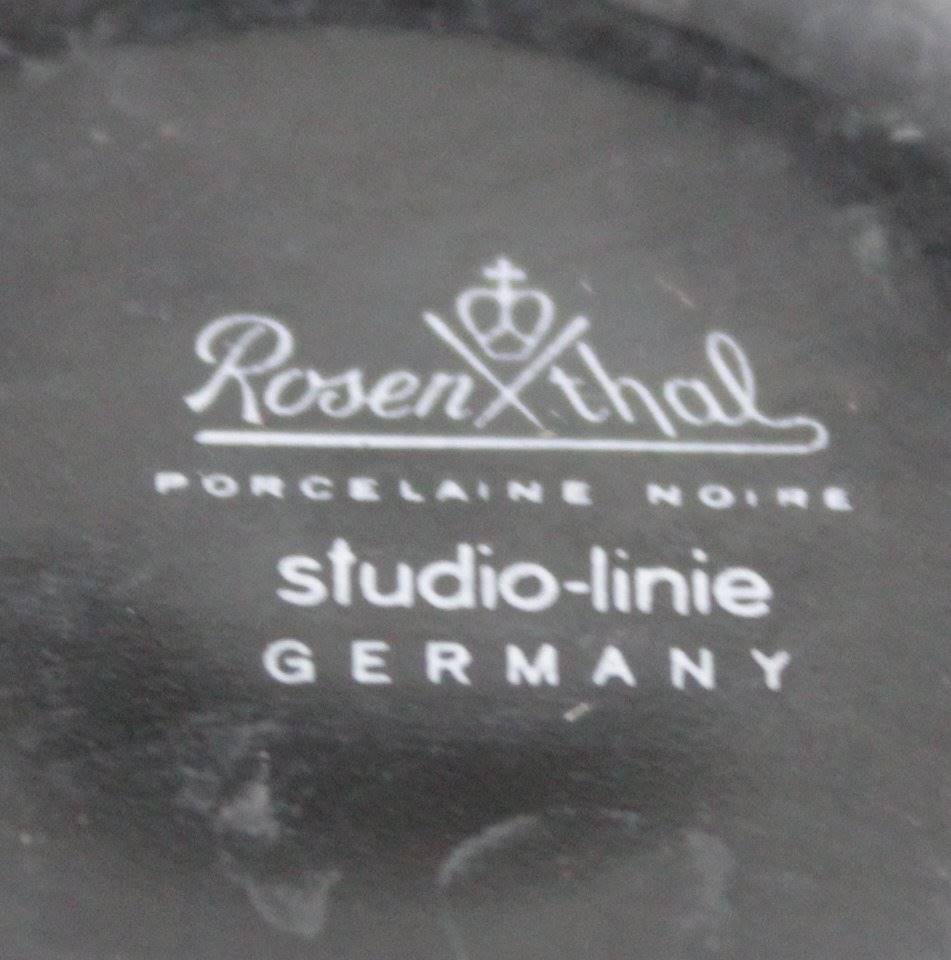 Rosenthal
PORCELAINE NOIRE
studio-linie
GERMANY